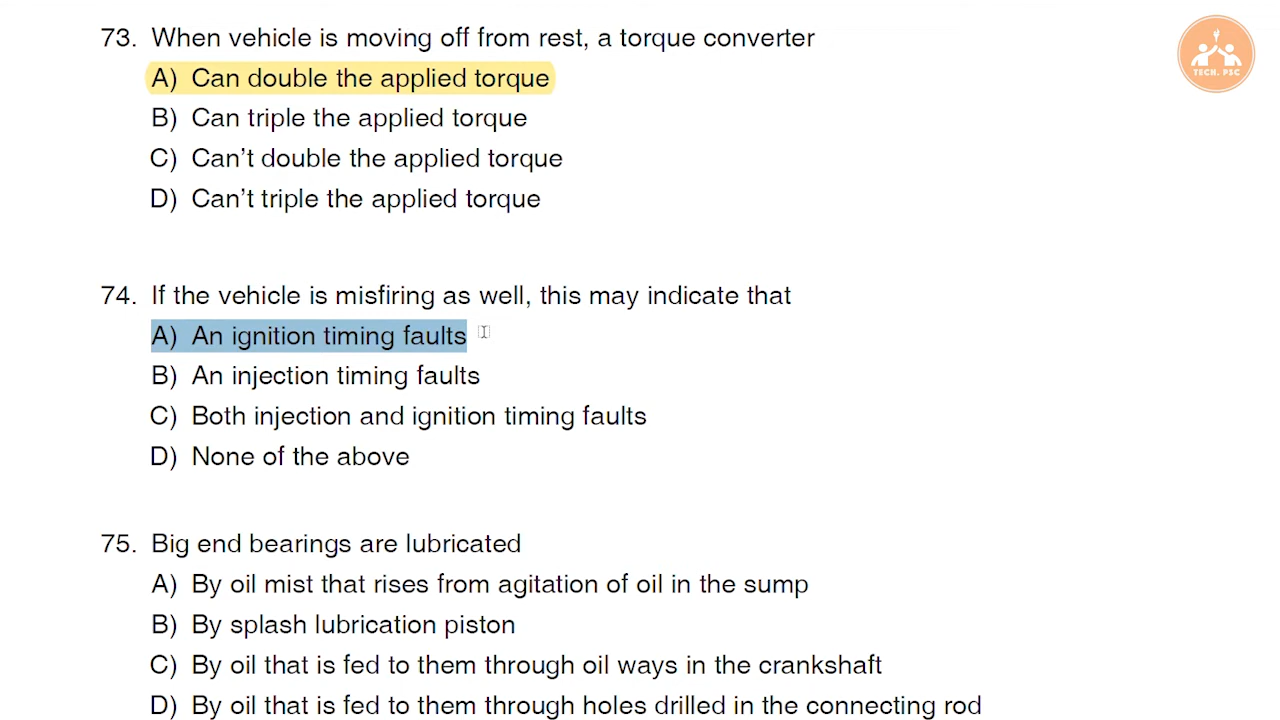 73. When vehicle is moving off from rest, a torque converter
A) Can double the applied torque
B) Can triple the applied torque
C) Can’t double the applied torque
D) Can’t triple the applied torque
TECH. PSC
74. If the vehicle is misfiring as well, this may indicate that
A) An ignition timing faults
B) An injection timing faults
C) Both injection and ignition timing faults
D) None of the above
75. Big end bearings are lubricated
A) By oil mist that rises from agitation of oil in the sump
B) By splash lubrication piston
C) By oil that is fed to them through oil ways in the crankshaft
D) By oil that is fed to them through holes drilled in the connecting rod